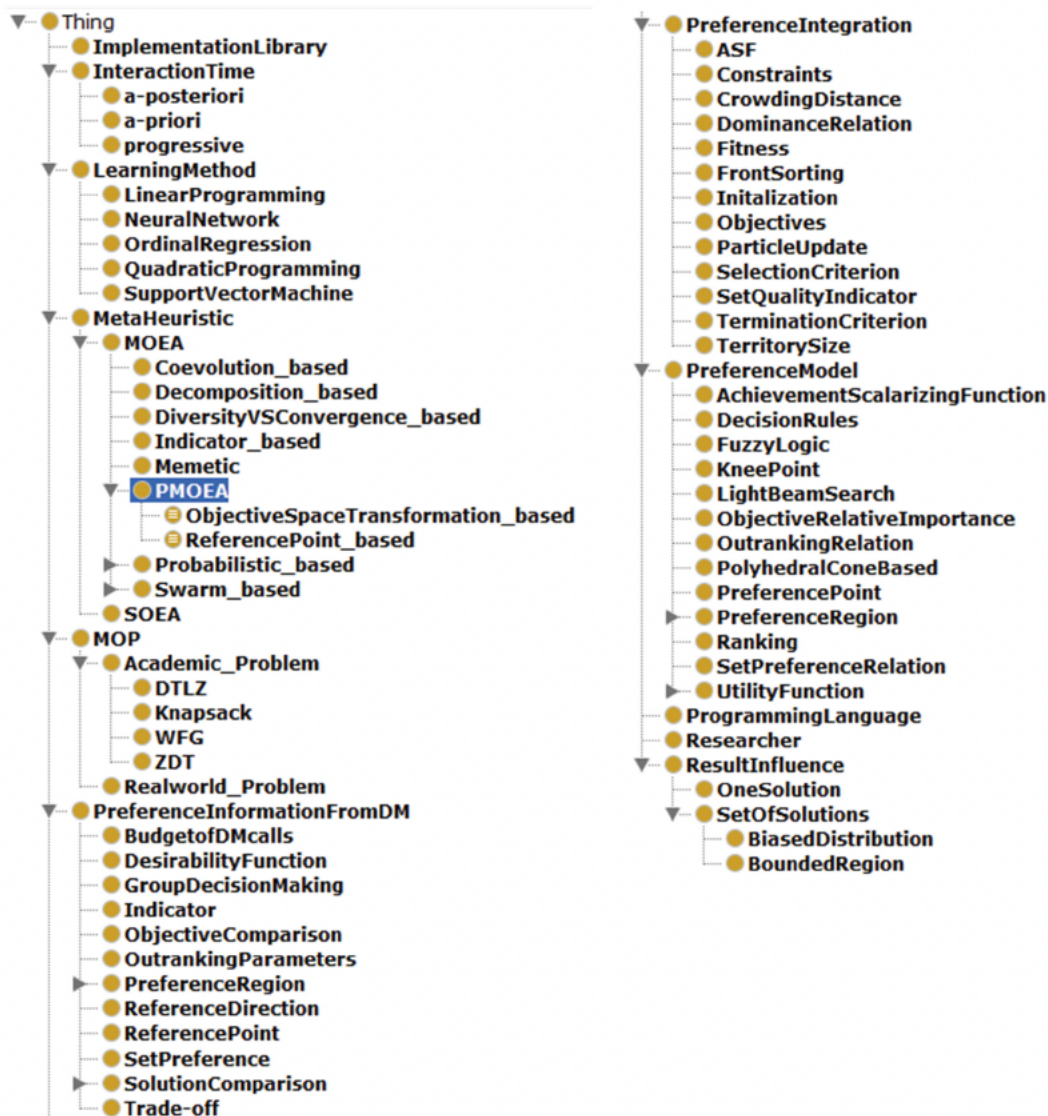 Thing
ImplementationLibrary
InteractionTime
a-posteriori
a-priori
progressive
LearningMethod
LinearProgramming
NeuralNetwork
OrdinalRegression
QuadraticProgramming
SupportVectorMachine
MetaHeuristic
MOEA
Coevolution_based
Decomposition_based
DiversityVSConvergence_based
Indicator_based
Memetic
PMOEA
ObjectiveSpaceTransformation_based
ReferencePoint_based
Probabilistic_based
Swarm_based
SOEA
MOP
Academic_Problem
DTLZ
Knapsack
WFG
ZDT
Realworld_Problem
PreferenceInformationFromDM
BudgetofDMcalls
DesirabilityFunction
GroupDecisionMaking
Indicator
ObjectiveComparison
OutrankingParameters
PreferenceRegion
ReferenceDirection
ReferencePoint
SetPreference
SolutionComparison
Trade-off
PreferenceIntegration
ASF
Constraints
CrowdingDistance
DominanceRelation
Fitness
FrontSorting
Initalization
Objectives
ParticleUpdate
SelectionCriterion
SetQualityIndicator
TerminationCriterion
TerritorySize
PreferenceModel
AchievementScalarizingFunction
DecisionRules
FuzzyLogic
KneePoint
LightBeamSearch
ObjectiveRelativeImportance
OutrankingRelation
PolyhedralConeBased
PreferencePoint
PreferenceRegion
Ranking
SetPreferenceRelation
UtilityFunction
ProgrammingLanguage
Researcher
ResultInfluence
OneSolution
SetOfSolutions
BiasedDistribution
BoundedRegion